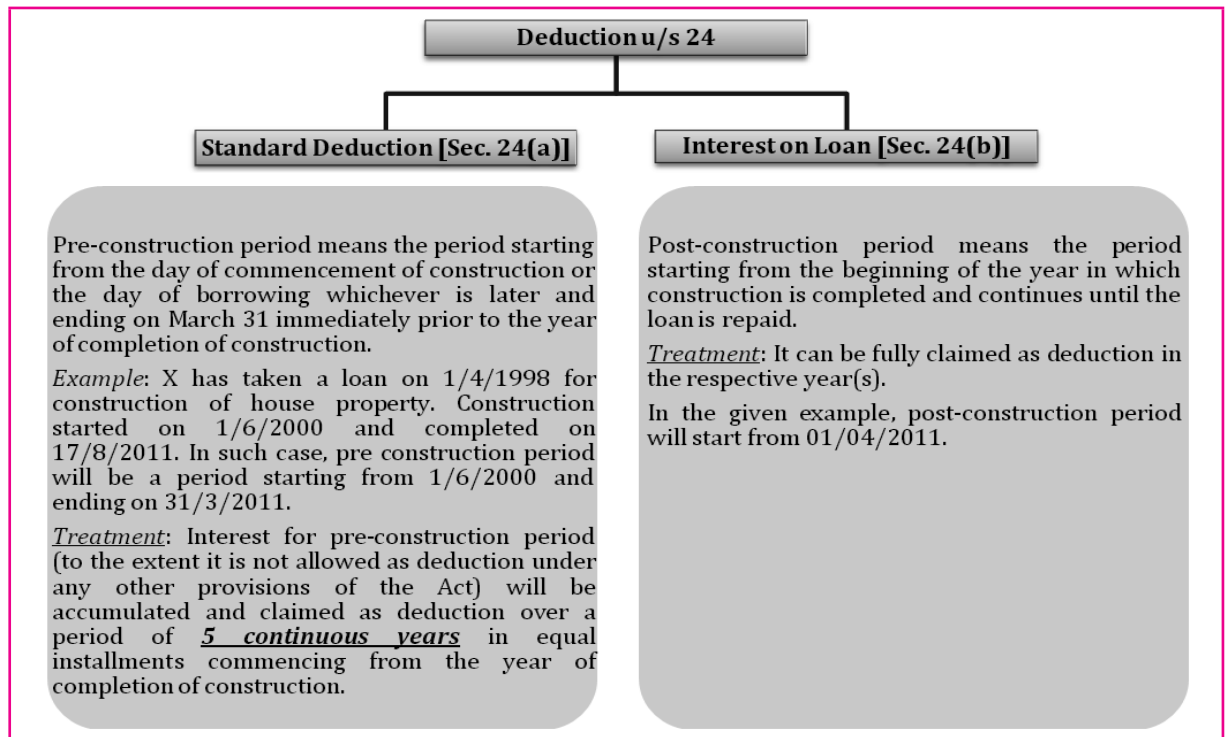 Deduction u/s 24
Standard Deduction [Sec. 24(a)]
Interest on Loan [Sec. 24(b)]
Pre-construction period means the period starting
from the day of commencement of construction or
the day of borrowing whichever is later and
ending on March 31 immediately prior to the year
of completion of construction.
Example: X has taken a loan on 1/4/1998 for
construction of house property. Construction
started on 1/6/2000 and completed on
17/8/2011. In such case, pre construction period
will be a period starting from 1/6/2000 and
ending on 31/3/2011.
Treatment: Interest for pre-construction period
(to the extent it is not allowed as deduction under
any other provisions of the Act) will be
accumulated and claimed as deduction over a
period of 5 continuous years in equal
installments commencing from the year of
completion of construction.
Post-construction period means the period
starting from the beginning of the year in which
construction is completed and continues until the
loan is repaid.
Treatment: It can be fully claimed as deduction in
the respective year(s).
In the given example, post-construction period
will start from 01/04/2011.